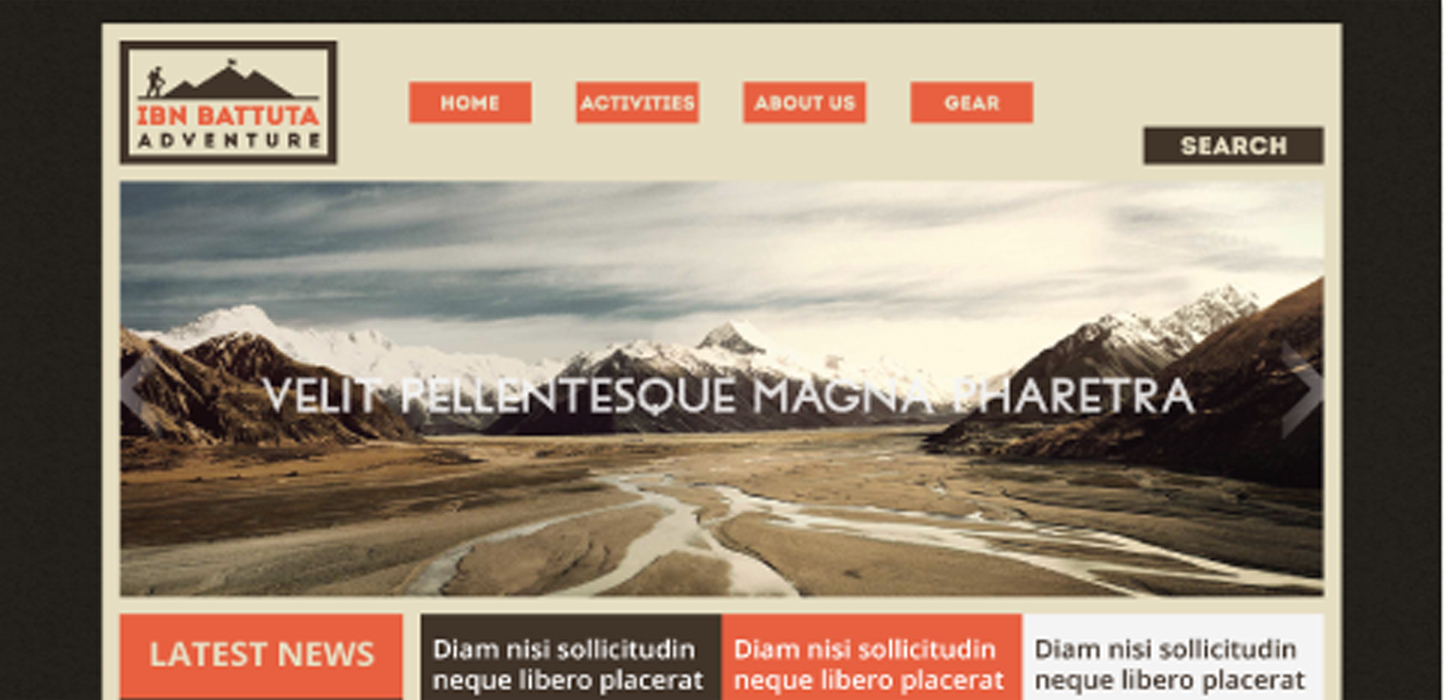 IBN BATTUTA
ADVENTURE
HOME
ACTIVITIES
ABOUT US
GEAR
SEARCH
VELIT PELLENTESQUE MAGNA PHARETRA
LATEST NEWS
Diam nisi sollicitudin
neque libero placerat
Diam nisi sollicitudin
neque libero placerat
Diam nisi sollicitudin
neque libero placerat